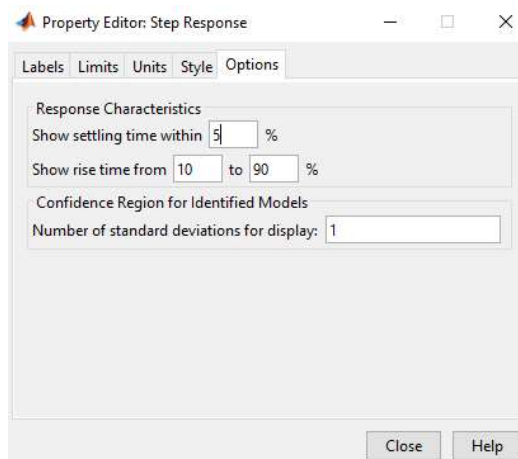 Property Editor: Step Response
Labels Limits Units Style Options
Response Characteristics
Show settling time within 5 %
Show rise time from 10 to 90 %
Confidence Region for Identified Models
Number of standard deviations for display: 1
Close Help